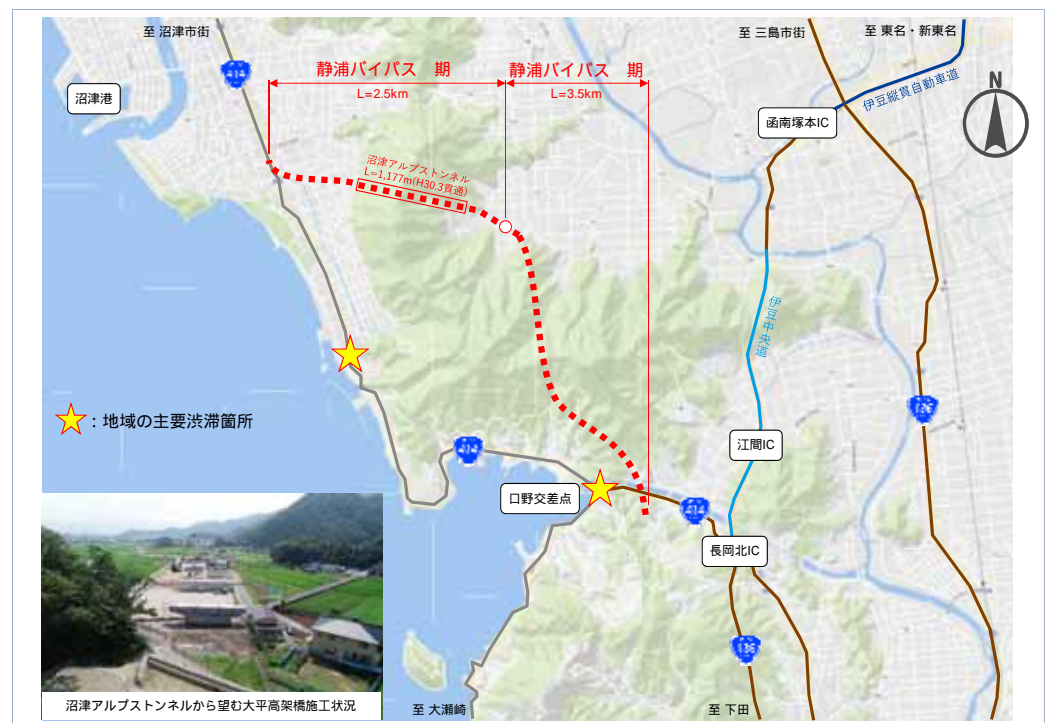 至 沼津市街
至 三島市街
至 東名・新東名
414
静浦バイパス　期
L=2.5km
静浦バイパス　期
L=3.5km
沼津港
伊豆縦貫自動車道
N
函南塚本IC
沼津アルプストンネル
L=1,177m(H30.3貫通)
伊豆中央道
：地域の主要渋滞箇所
136
江間IC
414
口野交差点
414
長岡北IC
136
沼津アルプストンネルから望む大平高架橋施工状況
至 大瀬崎
至 下田